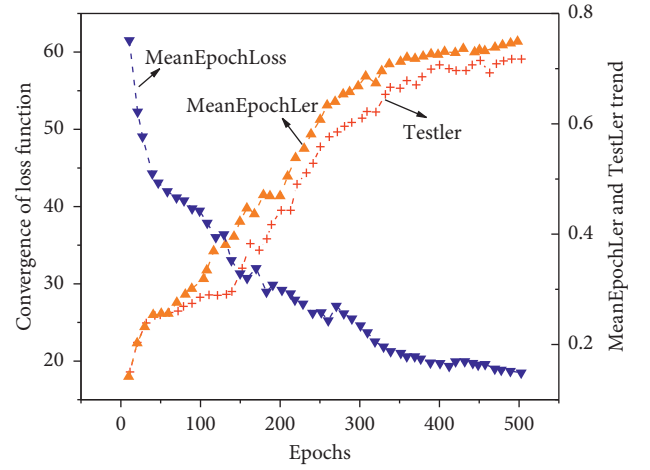 Convergence of loss function
60
50
40
30
20
MeanEpochLoss
MeanEpochLer
Testler
0.8
0.6
0.4
0.2
MeanEpochLer and TestLer trend
0
100
200
300
400
500
Epochs